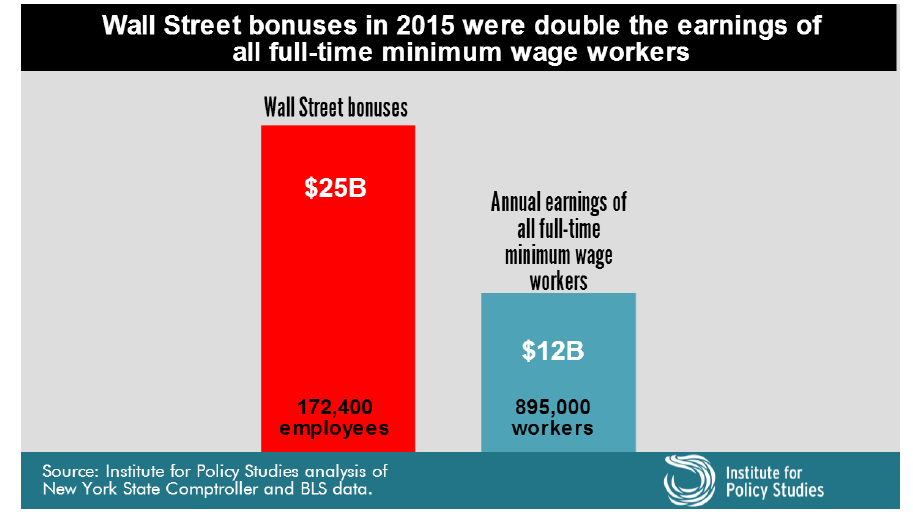 Wall Street bonuses in 2015 were double the earnings of
all full-time minimum wage workers
Wall Street bonuses
$25B
172,400
employees
Annual earnings of
all full-time
minimum wage
workers
$12B
895,000
workers
Source: Institute for Policy Studies analysis of
New York State Comptroller and BLS data.
Institute for
Policy Studies